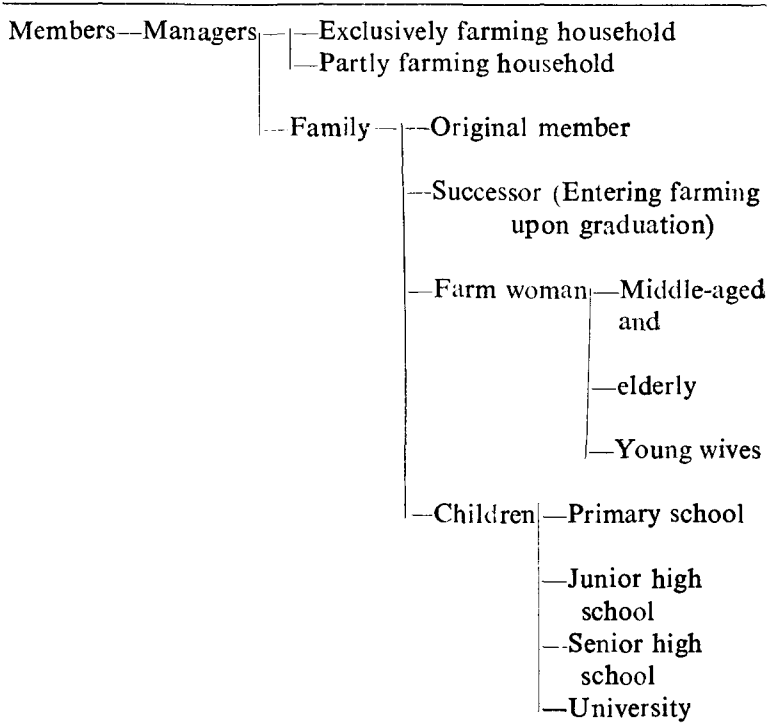 Members—Managers—Exclusively farming household
—Partly farming household
—Family—Original member
—Successor (Entering farming
upon graduation)
—Farm woman—Middle-aged
and
—elderly
—Young wives
—Children—Primary school
—Junior high
school
—Senior high
school
—University